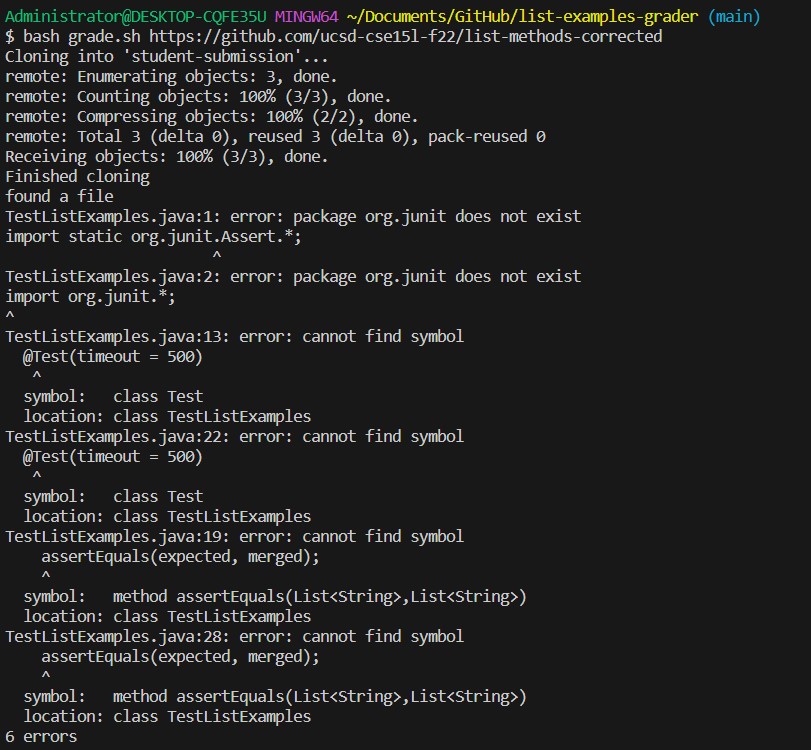 Administrator@DESKTOP-CQFE35U MINGW64 ~/Documents/GitHub/list-examples-grader (main)
$ bash grade.sh https://github.com/ucsd-cse15l-f22/list-methods-corrected
Cloning into 'student-submission'...
remote: Enumerating objects: 3, done.
remote: Counting objects: 100% (3/3), done.
remote: Compressing objects: 100% (2/2), done.
remote: Total 3 (delta 0), reused 3 (delta 0), pack-reused 0
Receiving objects: 100% (3/3), done.
Finished cloning
found a file
TestListExamples.java:1: error: package org.junit does not exist
import static org.junit.Assert.*;
                       ^
TestListExamples.java:2: error: package org.junit does not exist
import org.junit.*;
^
TestListExamples.java:13: error: cannot find symbol
  @Test(timeout = 500)
   ^
  symbol:   class Test
  location: class TestListExamples
TestListExamples.java:22: error: cannot find symbol
  @Test(timeout = 500)
   ^
  symbol:   class Test
  location: class TestListExamples
TestListExamples.java:19: error: cannot find symbol
    assertEquals(expected, merged);
    ^
  symbol:   method assertEquals(List<String>,List<String>)
  location: class TestListExamples
TestListExamples.java:28: error: cannot find symbol
    assertEquals(expected, merged);
    ^
  symbol:   method assertEquals(List<String>,List<String>)
  location: class TestListExamples
6 errors